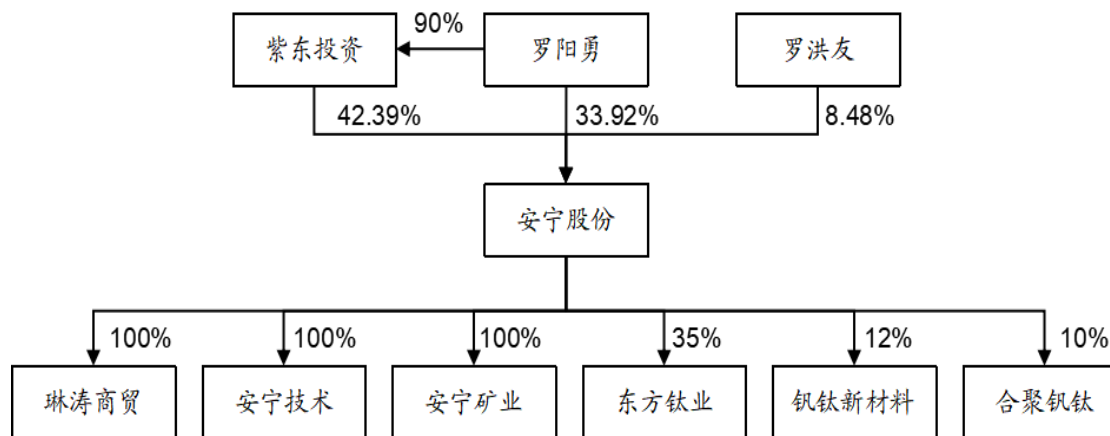 紫东投资
90%
罗阳勇
罗洪友
42.39%
33.92%
8.48%
安宁股份
100%
100%
100%
35%
12%
10%
琳涛商贸
安宁技术
安宁矿业
东方钛业
钒钛新材料
合聚钒钛